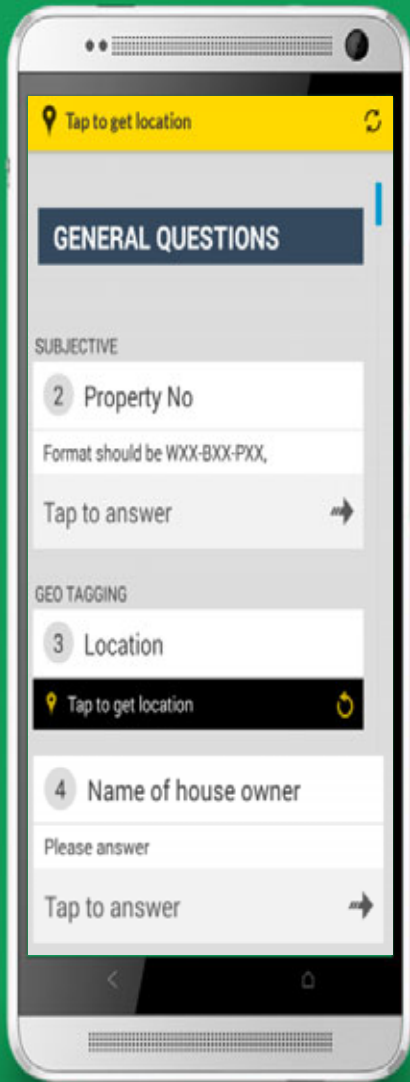 Tap to get location
GENERAL QUESTIONS
SUBJECTIVE
2 Property No
Format should be WXX-BXX-PXX,
Tap to answer
GEO TAGGING
3 Location
Tap to get location
4 Name of house owner
Please answer
Tap to answer